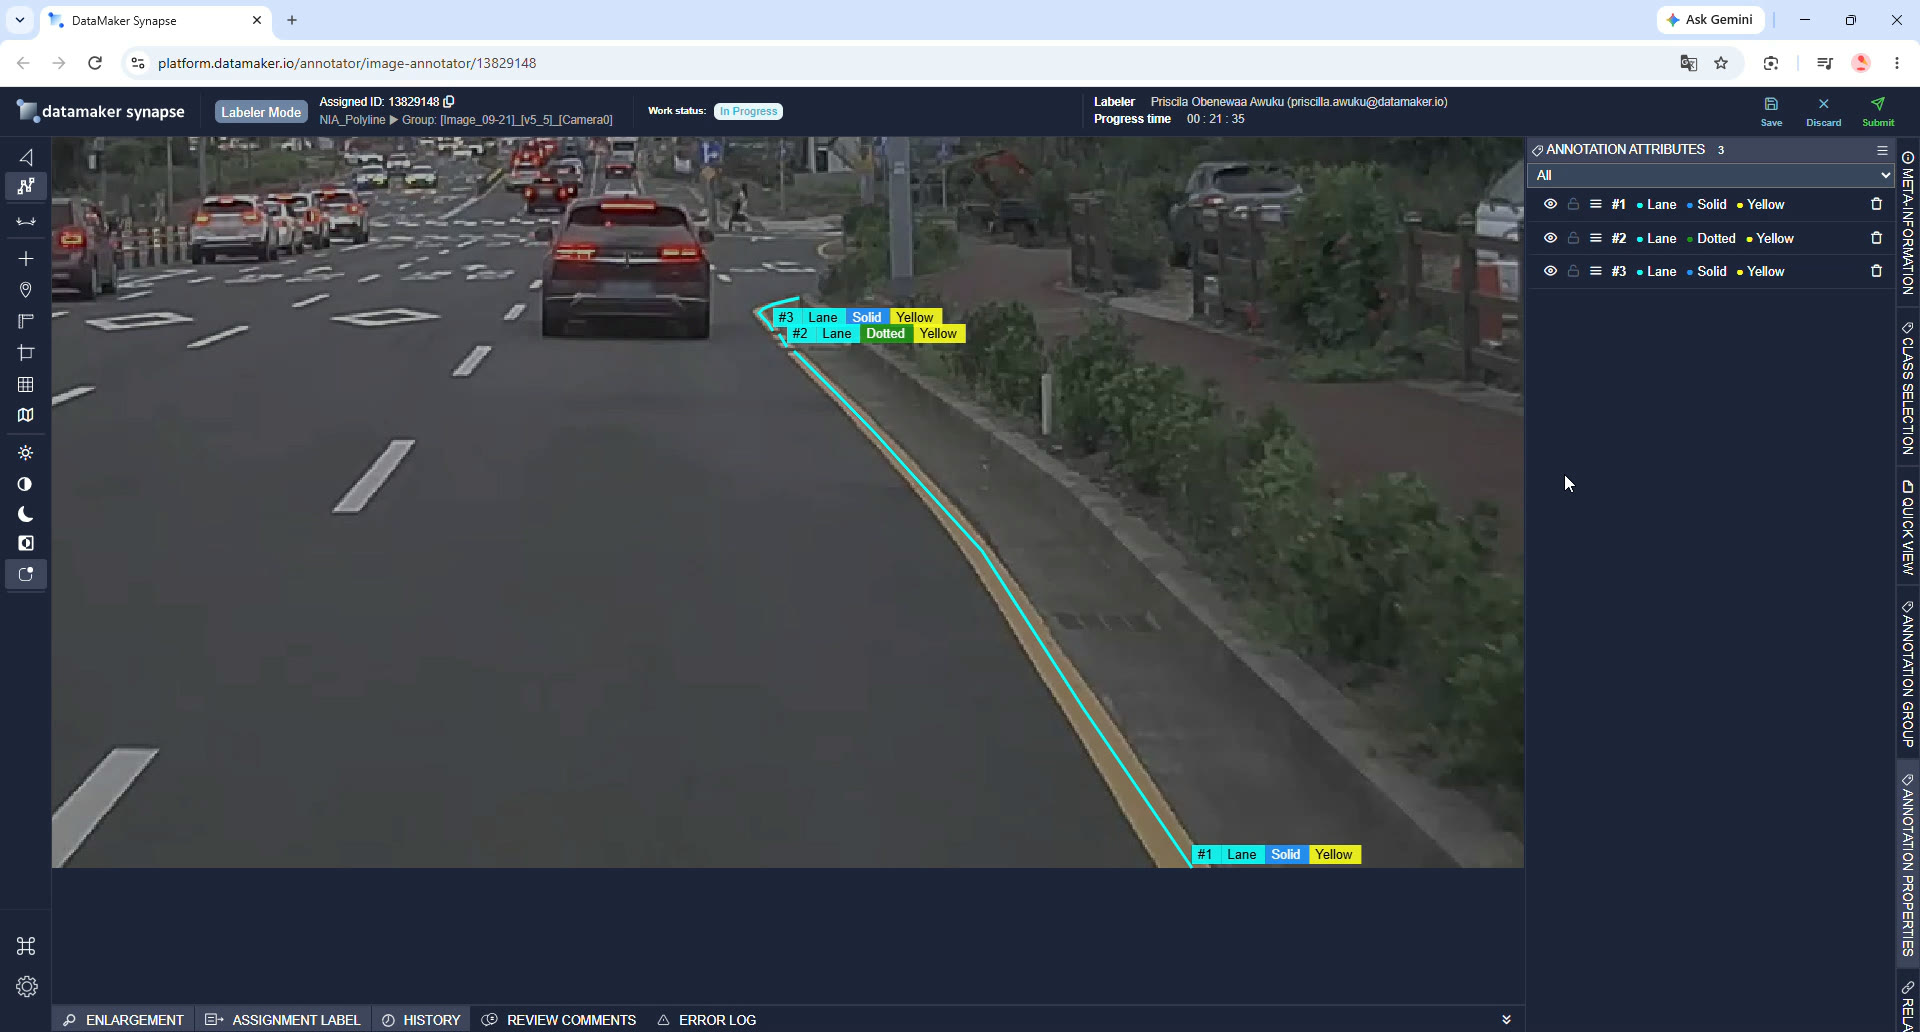 DataMaker Synapse
Ask Gemini
platform.datamaker.io/annotator/image-annotator/13829148
datamaker synapse
Labeler Mode
Assigned ID: 13829148
NIA_Polyline ▶ Group: [Image_09-21]_[v5_5]_[Camera0]
Work status: In Progress
Labeler Priscila Obenewaa Awuku (priscilla.awuku@datamaker.io)
Progress time 00 : 21 : 35
Save
Discard
Submit
ANNOTATION ATTRIBUTES 3
All
#1 Lane Solid Yellow
#2 Lane Dotted Yellow
#3 Lane Solid Yellow
#3 Lane Solid Yellow
#2 Lane Dotted Yellow
#1 Lane Solid Yellow
META-INFORMATION
CLASS SELECTION
QUICK VIEW
ANNOTATION GROUP
ANNOTATION PROPERTIES
RELA
ENLARGEMENT
ASSIGNMENT LABEL
HISTORY
REVIEW COMMENTS
ERROR LOG